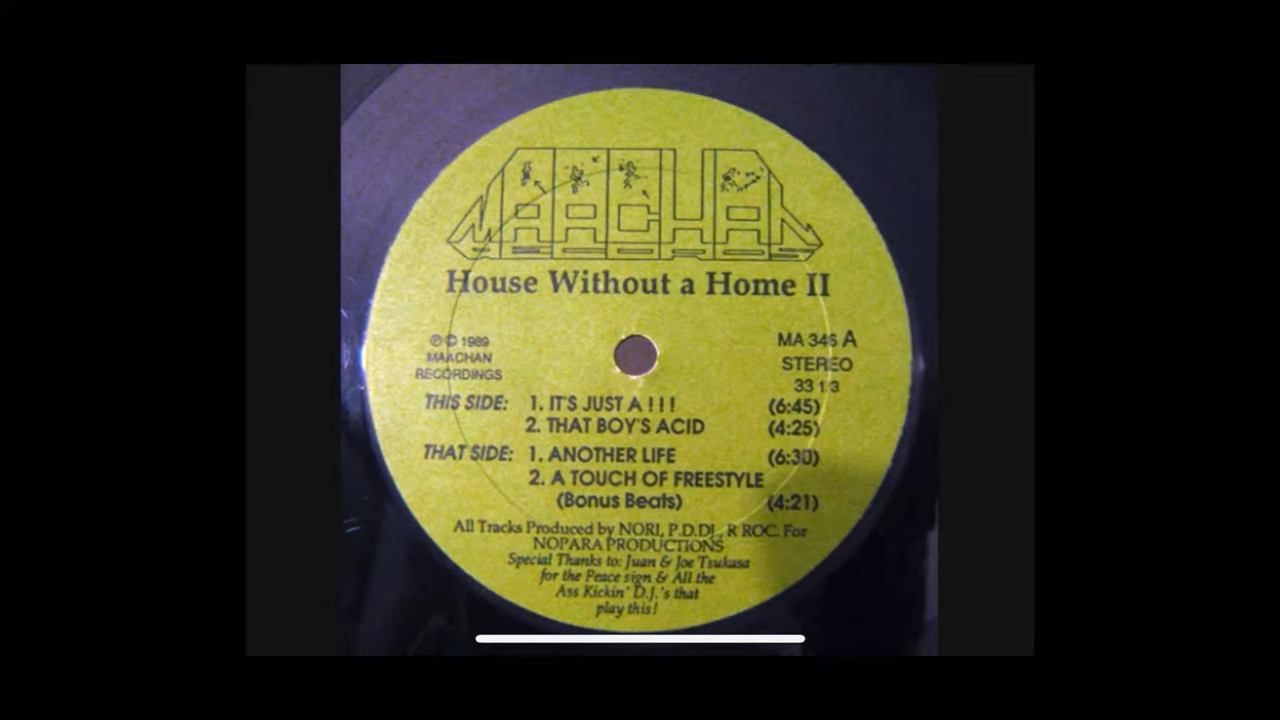 MAACHAN
House Without a Home II
℗ © 1989
MAACHAN
RECORDINGS
MA 346 A
STEREO
33 1/3
THIS SIDE: 1. IT'S JUST A ! ! ! (6:45)
2. THAT BOY'S ACID (4:25)
THAT SIDE: 1. ANOTHER LIFE (6:30)
2. A TOUCH OF FREESTYLE
(Bonus Beats) (4:21)
All Tracks Produced by NORI, P.D.DJ., R ROC. For
NOPARA PRODUCTIONS
Special Thanks to: Juan & Joe Tsukasa
for the Peace sign & All the
Ass Kickin' D.J.'s that
play this!